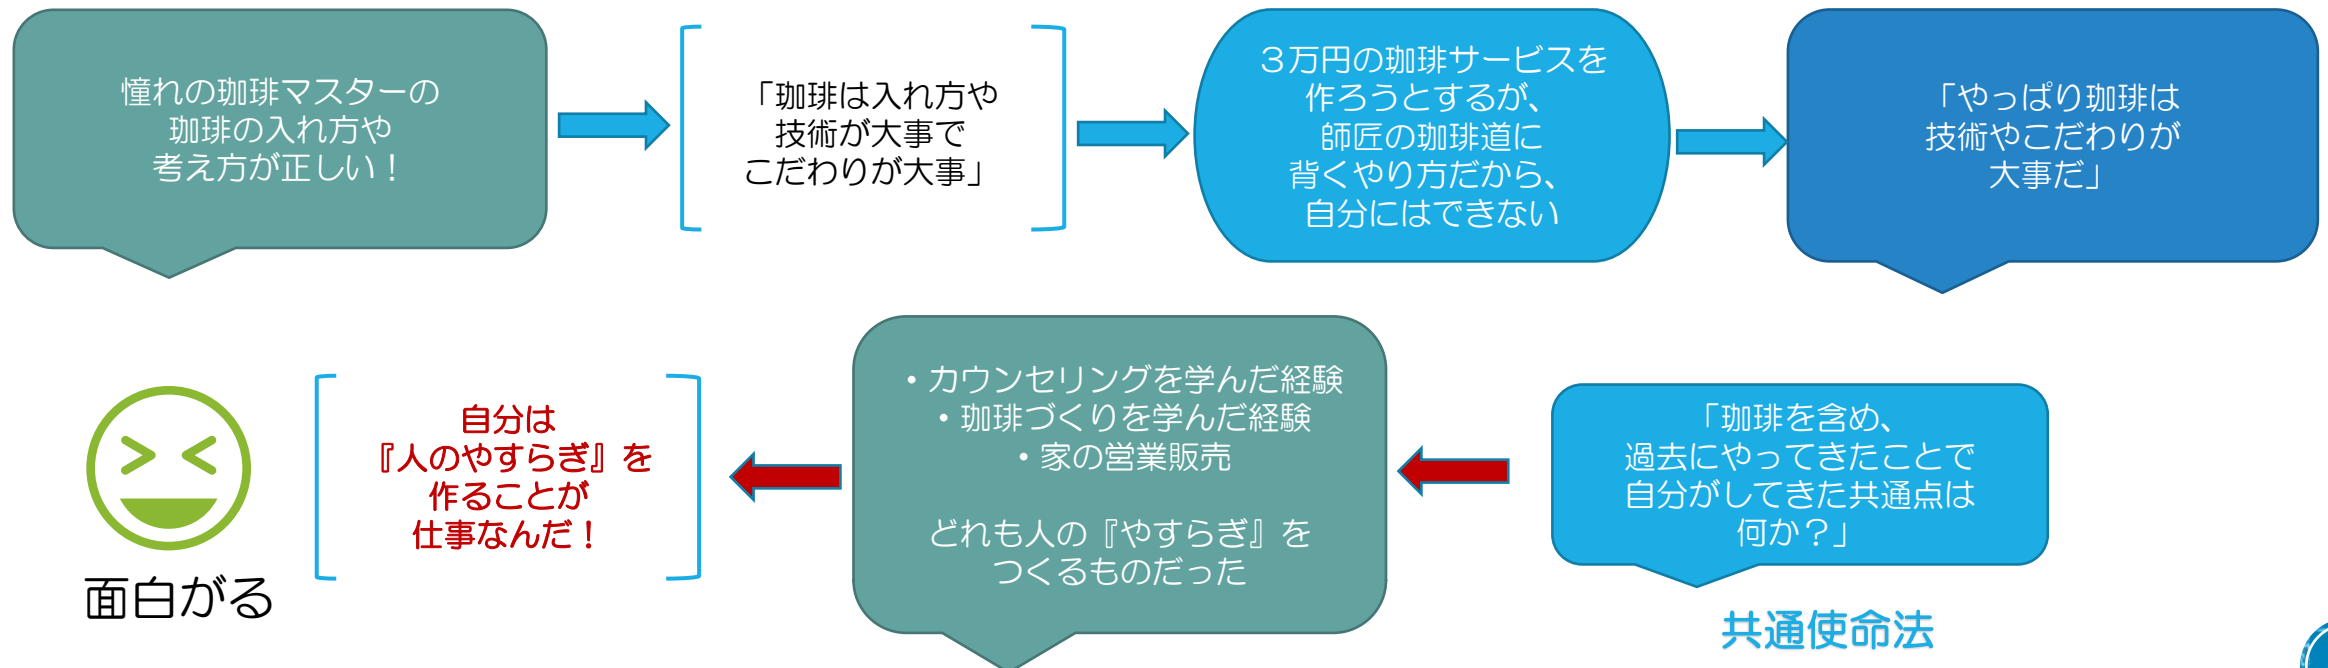 憧れの珈琲マスターの
珈琲の入れ方や
考え方が正しい！
「珈琲は入れ方や
技術が大事で
こだわりが大事」
３万円の珈琲サービスを
作ろうとするが、
師匠の珈琲道に
背くやり方だから、
自分にはできない
「やっぱり珈琲は
技術やこだわりが
大事だ」
「珈琲を含め、
過去にやってきたことで
自分がしてきた共通点は
何か？」
共通使命法
・カウンセリングを学んだ経験
・珈琲づくりを学んだ経験
・家の営業販売
どれも人の『やすらぎ』を
つくるものだった
自分は
『人のやすらぎ』を
作ることが
仕事なんだ！
面白がる